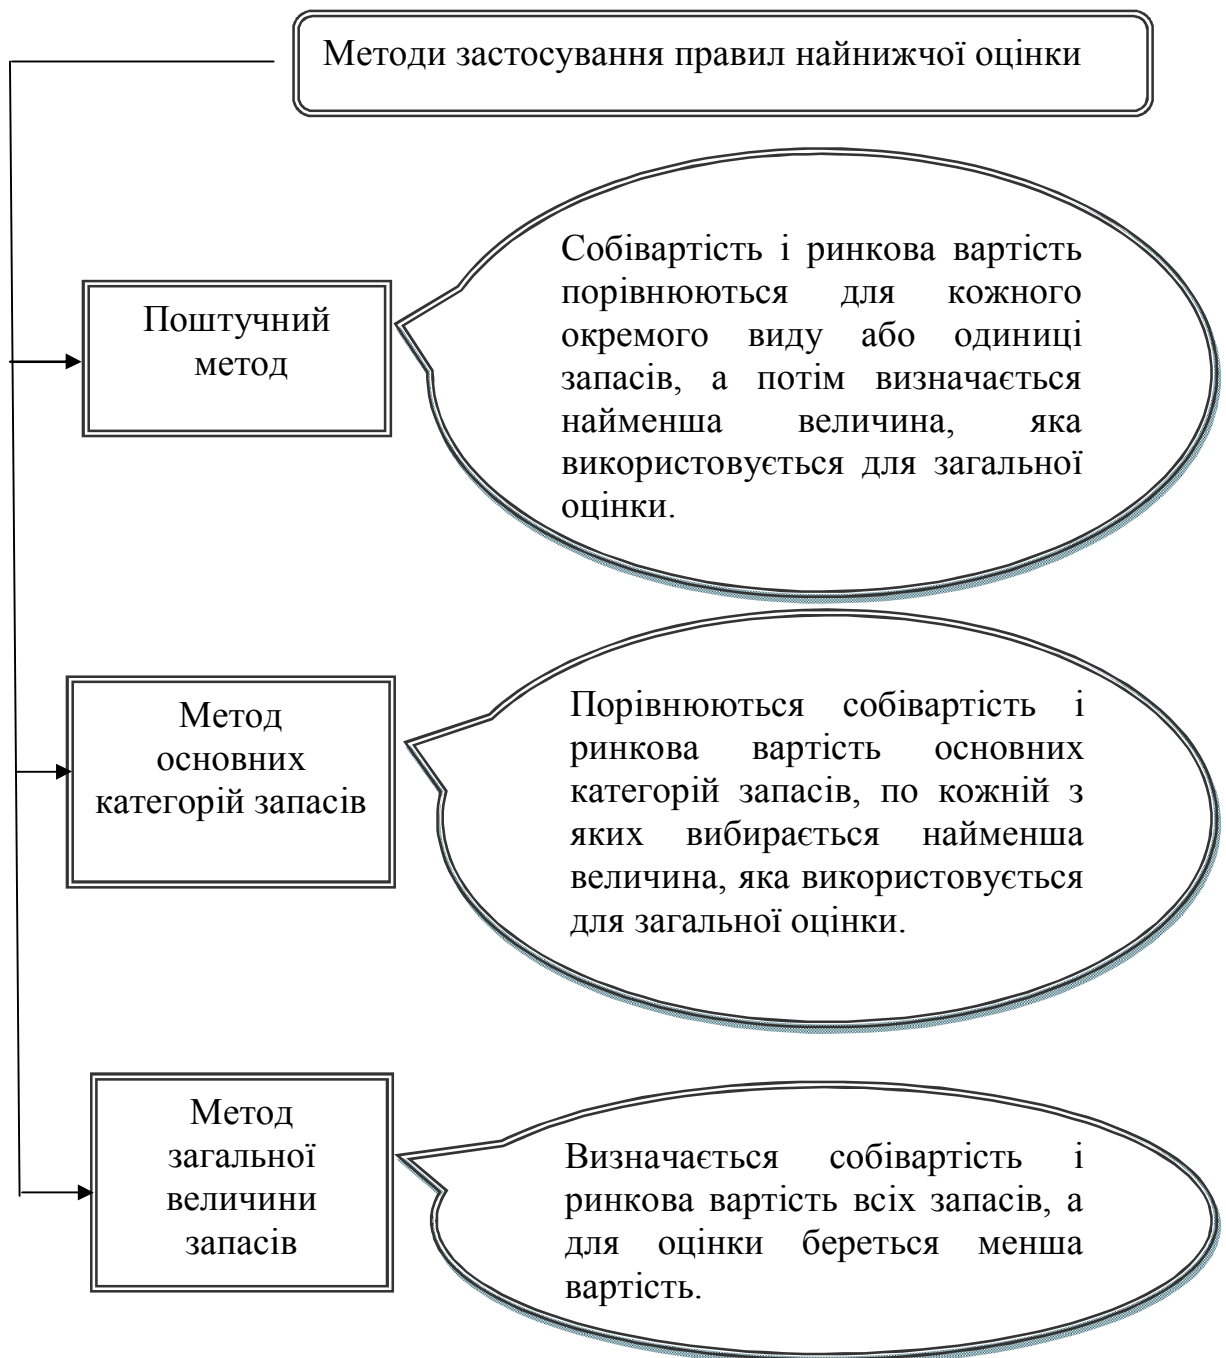 Методи застосування правил найнижчої оцінки
Поштучний
метод
Собівартість і ринкова вартість
порівнюються для кожного
окремого виду або одиниці
запасів, а потім визначається
найменша величина, яка
використовується для загальної
оцінки.
Метод
основних
категорій запасів
Порівнюються собівартість і
ринкова вартість основних
категорій запасів, по кожній з
яких вибирається найменша
величина, яка використовується
для загальної оцінки.
Метод
загальної
величини
запасів
Визначається собівартість і
ринкова вартість всіх запасів, а
для оцінки береться менша
вартість.